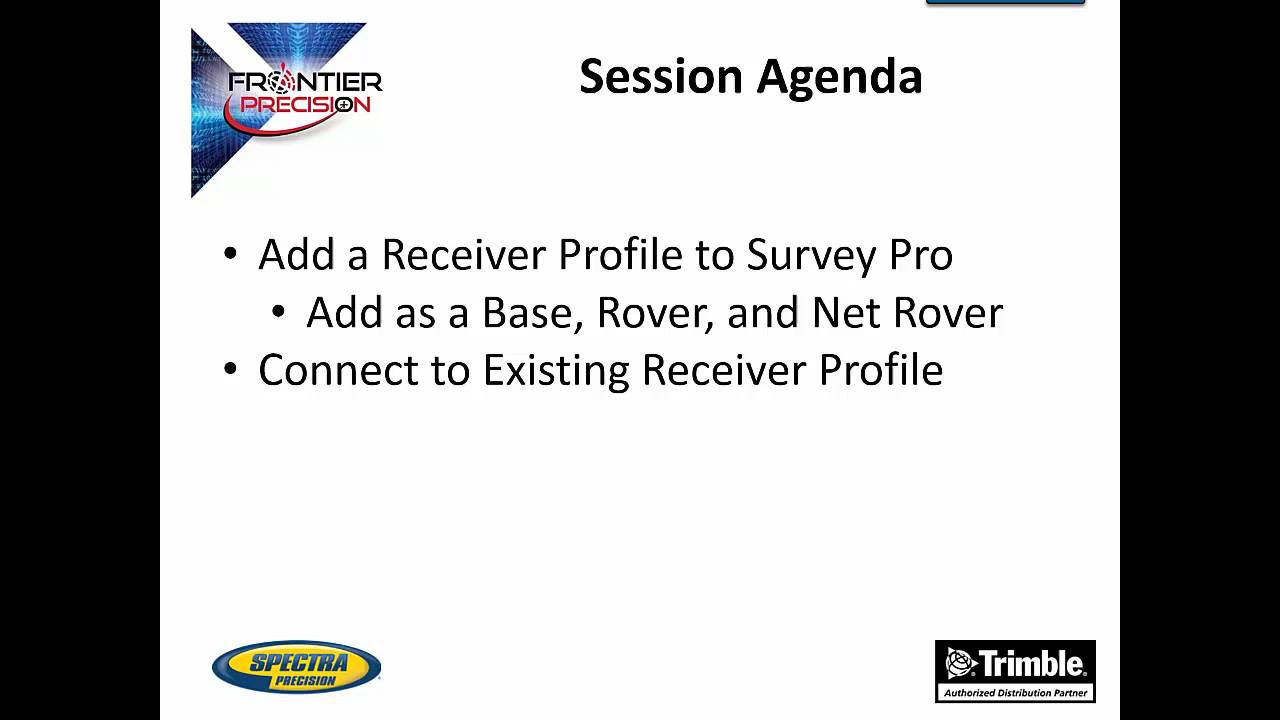 FRONTIER
PRECISION
Session Agenda
• Add a Receiver Profile to Survey Pro
• Add as a Base, Rover, and Net Rover
• Connect to Existing Receiver Profile
SPECTRA
PRECISION
Trimble.
Authorized Distribution Partner